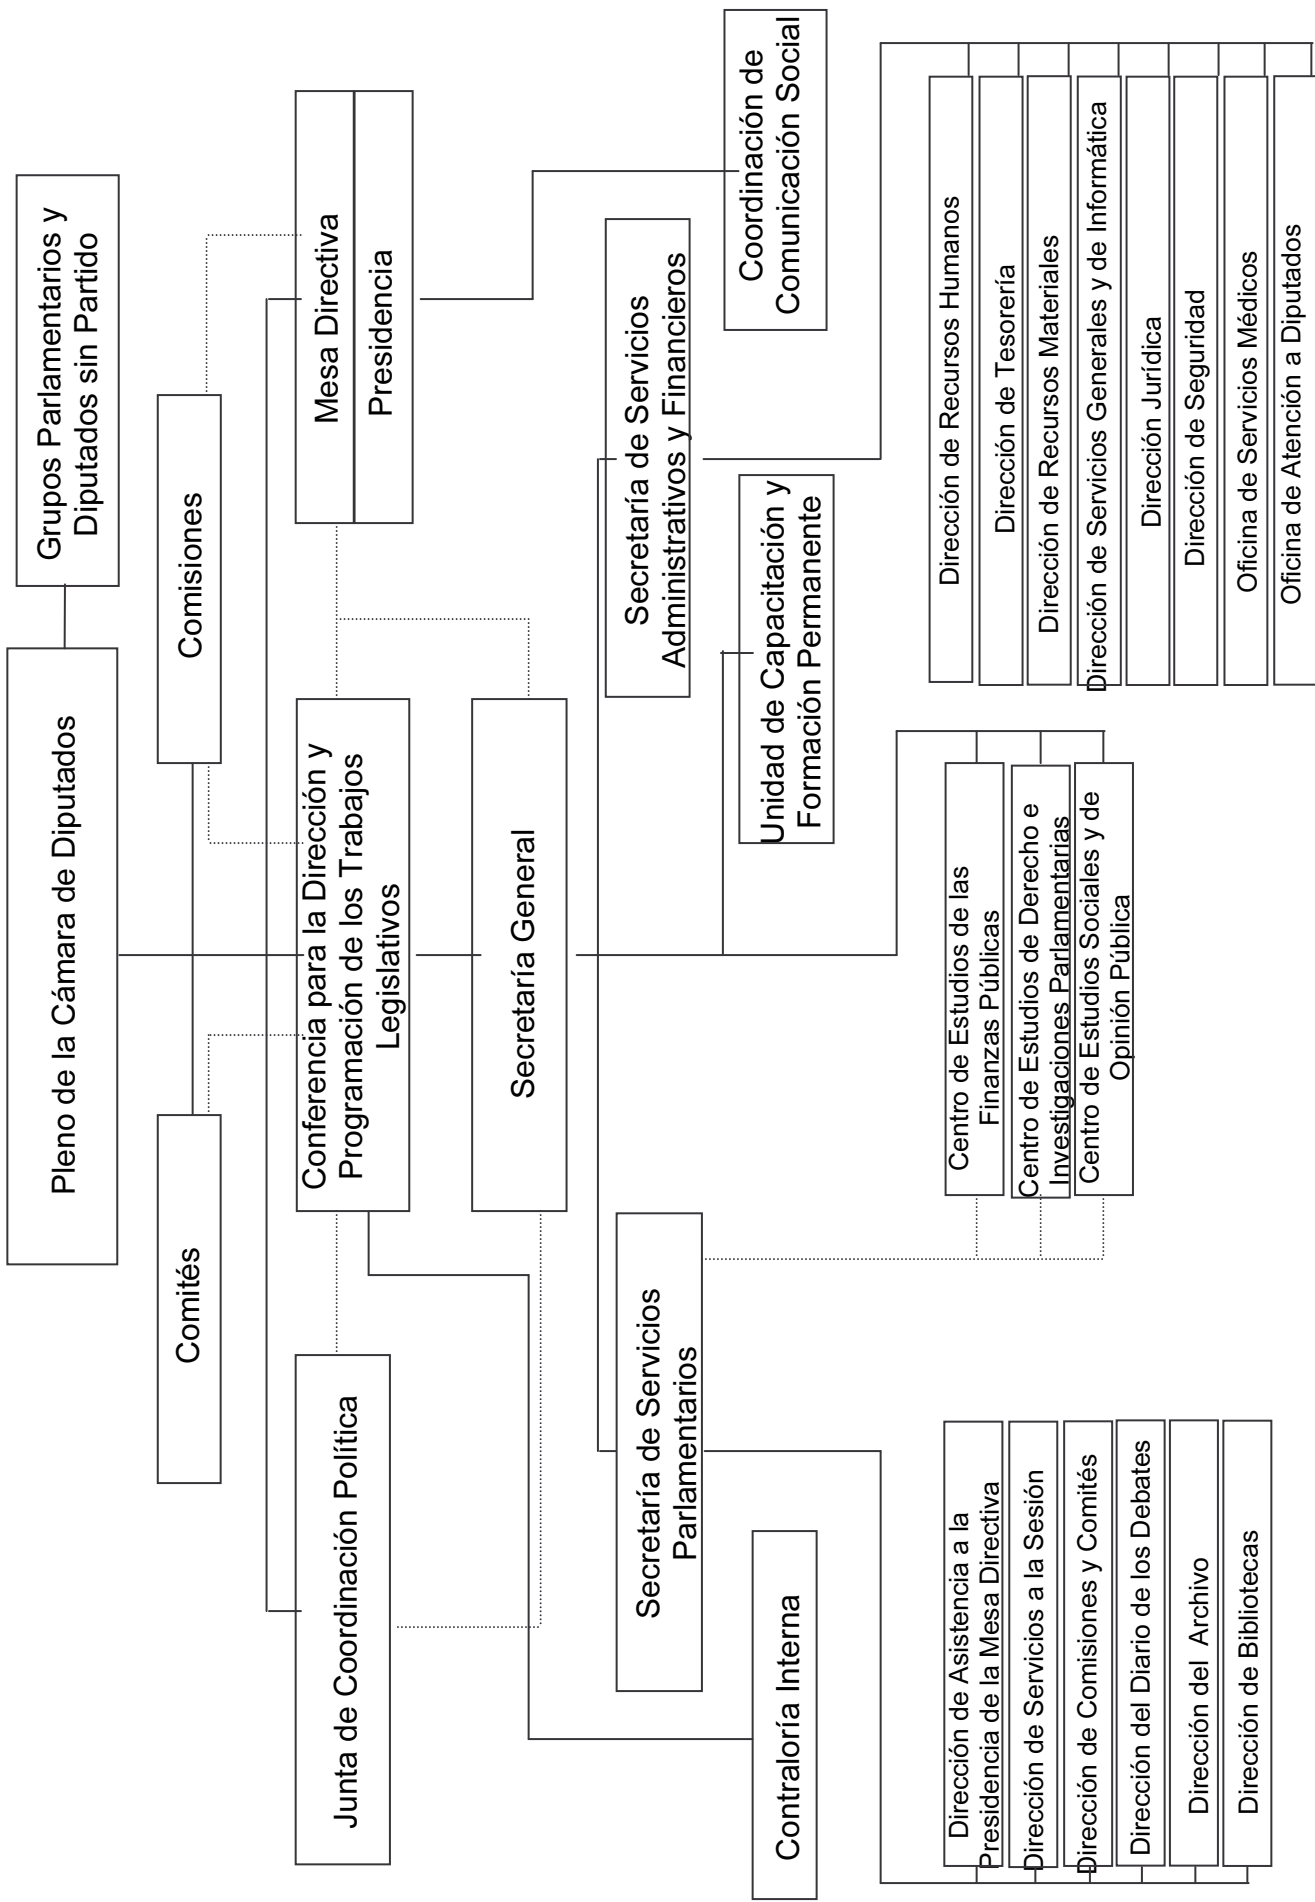 Pleno de la Cámara de Diputados
Grupos Parlamentarios y
Diputados sin Partido
Comités
Comisiones
Junta de Coordinación Política
Conferencia para la Dirección y
Programación de los Trabajos
Legislativos
Mesa Directiva
Presidencia
Secretaría General
Secretaría de Servicios
Parlamentarios
Secretaría de Servicios
Administrativos y Financieros
Contraloría Interna
Unidad de Capacitación y
Formación Permanente
Coordinación de
Comunicación Social
Dirección de Asistencia a la
Presidencia de la Mesa Directiva
Dirección de Servicios a la Sesión
Dirección de Comisiones y Comités
Dirección del Diario de los Debates
Dirección del Archivo
Dirección de Bibliotecas
Centro de Estudios de las
Finanzas Públicas
Centro de Estudios de Derecho e
Investigaciones Parlamentarias
Centro de Estudios Sociales y de
Opinión Pública
Dirección de Recursos Humanos
Dirección de Tesorería
Dirección de Recursos Materiales
Dirección de Servicios Generales y de Informática
Dirección Jurídica
Dirección de Seguridad
Oficina de Servicios Médicos
Oficina de Atención a Diputados